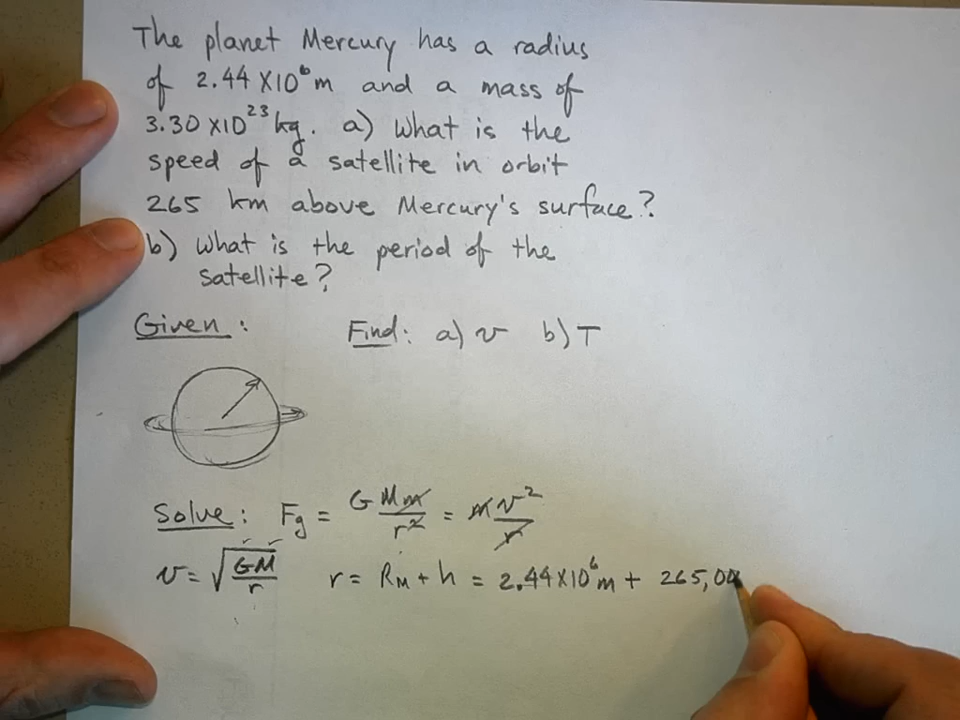 The planet Mercury has a radius
of 2.44 X10⁶m and a mass of
3.30 X10²³ kg. a) What is the
speed of a satellite in orbit
265 km above Mercury's surface?
b) What is the period of the
satellite?
Given: Find: a) v b) T
Solve: Fg = G Mm/r² = mv²/r
v = √(GM/r) r = RM + h = 2.44X10⁶m + 265,00